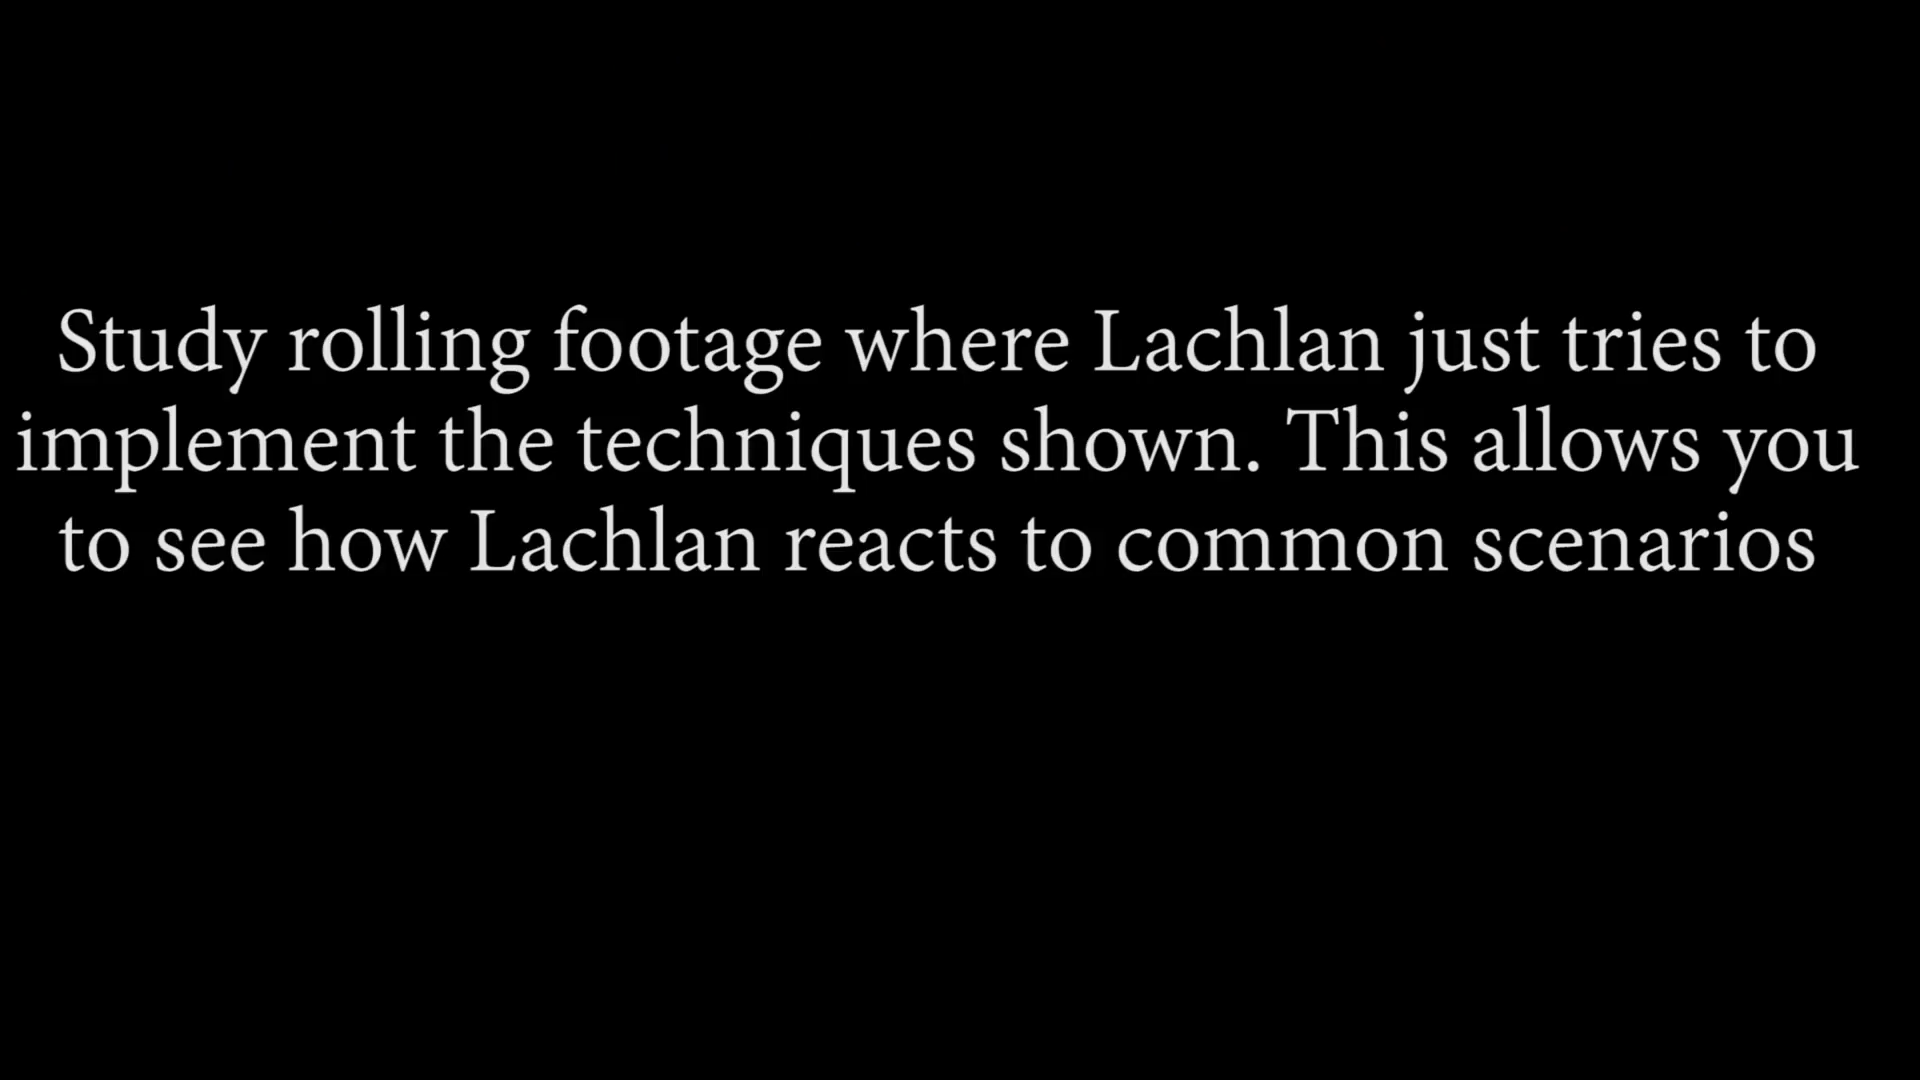 Study rolling footage where Lachlan just tries to
implement the techniques shown. This allows you
to see how Lachlan reacts to common scenarios